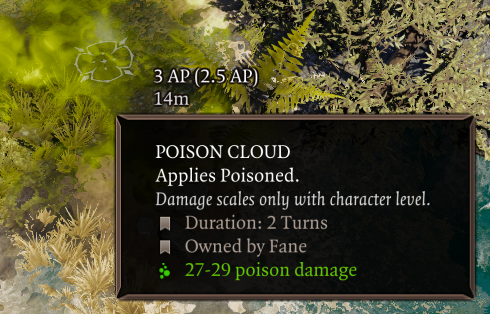 3 AP (2.5 AP)
14m
POISON CLOUD
Applies Poisoned.
Damage scales only with character level.
Duration: 2 Turns
Owned by Fane
27-29 poison damage